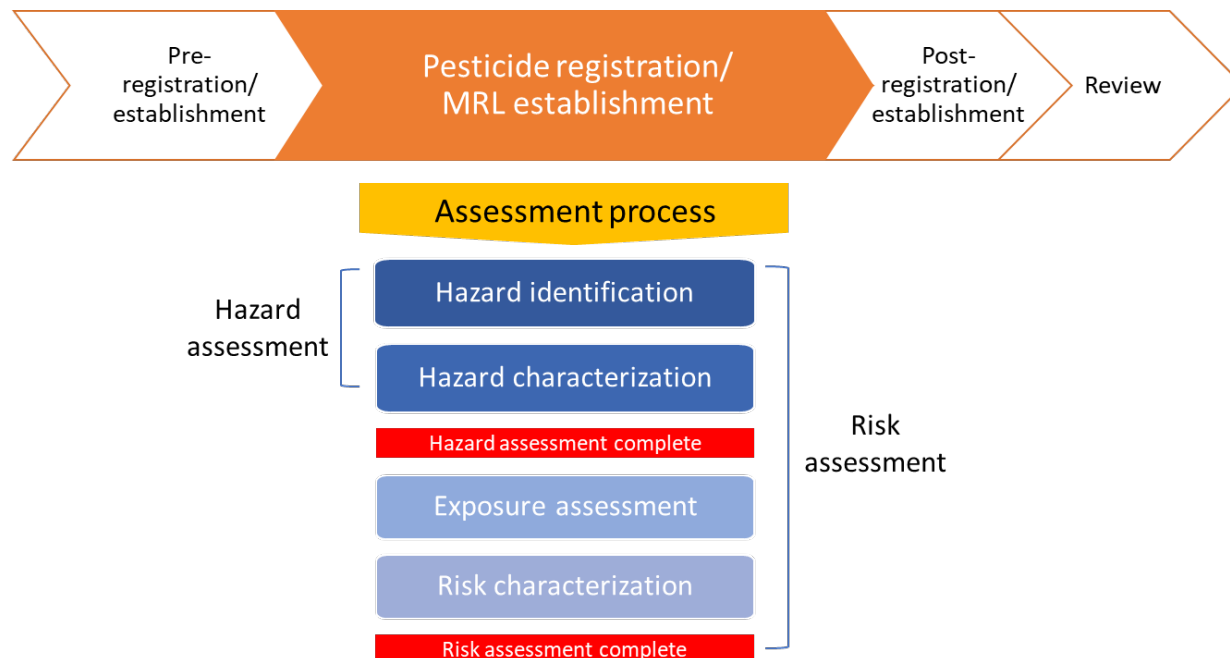 Pre-
registration/
establishment
Pesticide registration/
MRL establishment
Post-
registration/
establishment
Review
Assessment process
Hazard
assessment
Hazard identification
Hazard characterization
Hazard assessment complete
Exposure assessment
Risk characterization
Risk assessment complete
Risk
assessment